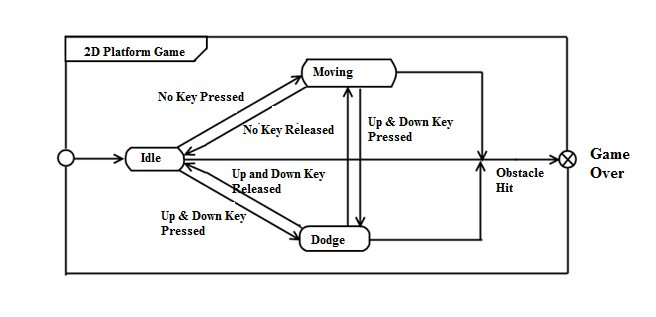 2D Platform Game
Moving
No Key Pressed
No Key Released
Up & Down Key
Pressed
Idle
Up and Down Key
Released
Obstacle
Hit
Game
Over
Up & Down Key
Pressed
Dodge